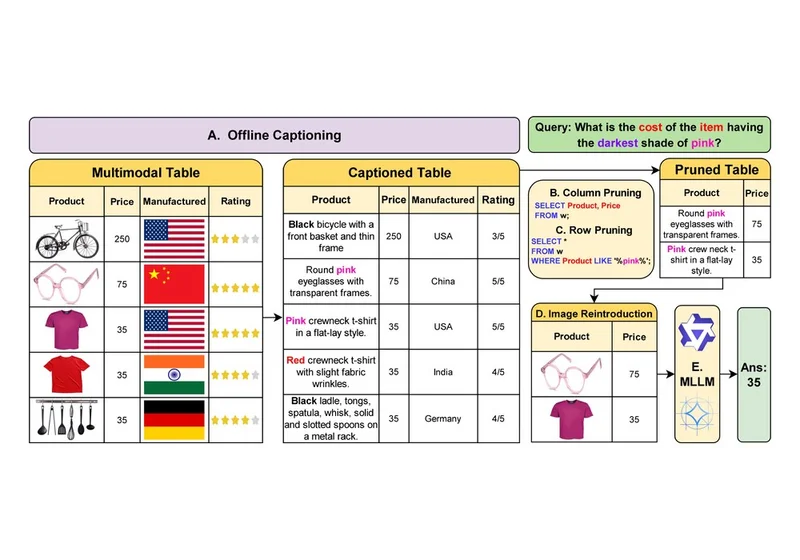 A. Offline Captioning
Query: What is the cost of the item having
the darkest shade of pink?
Multimodal Table
Product Price Manufactured Rating
250
75
35
35
35
Captioned Table
Product Price Manufactured Rating
Black bicycle with a
front basket and thin
frame
250 USA 3/5
Round pink
eyeglasses with
transparent frames.
75 China 5/5
Pink crewneck t-shirt
in a flat-lay style.
35 USA 5/5
Red crewneck t-shirt
with slight fabric
wrinkles.
35 India 4/5
Black ladle, tongs,
spatula, whisk, solid
and slotted spoons on
a metal rack.
35 Germany 4/5
B. Column Pruning
SELECT Product, Price
FROM w;
C. Row Pruning
SELECT *
FROM w
WHERE Product LIKE '%pink%';
Pruned Table
Product Price
Round pink
eyeglasses with
transparent frames.
75
Pink crew neck t-
shirt in a flat-lay
style.
35
D. Image Reintroduction
Product Price
75
35
E.
MLLM
Ans:
35